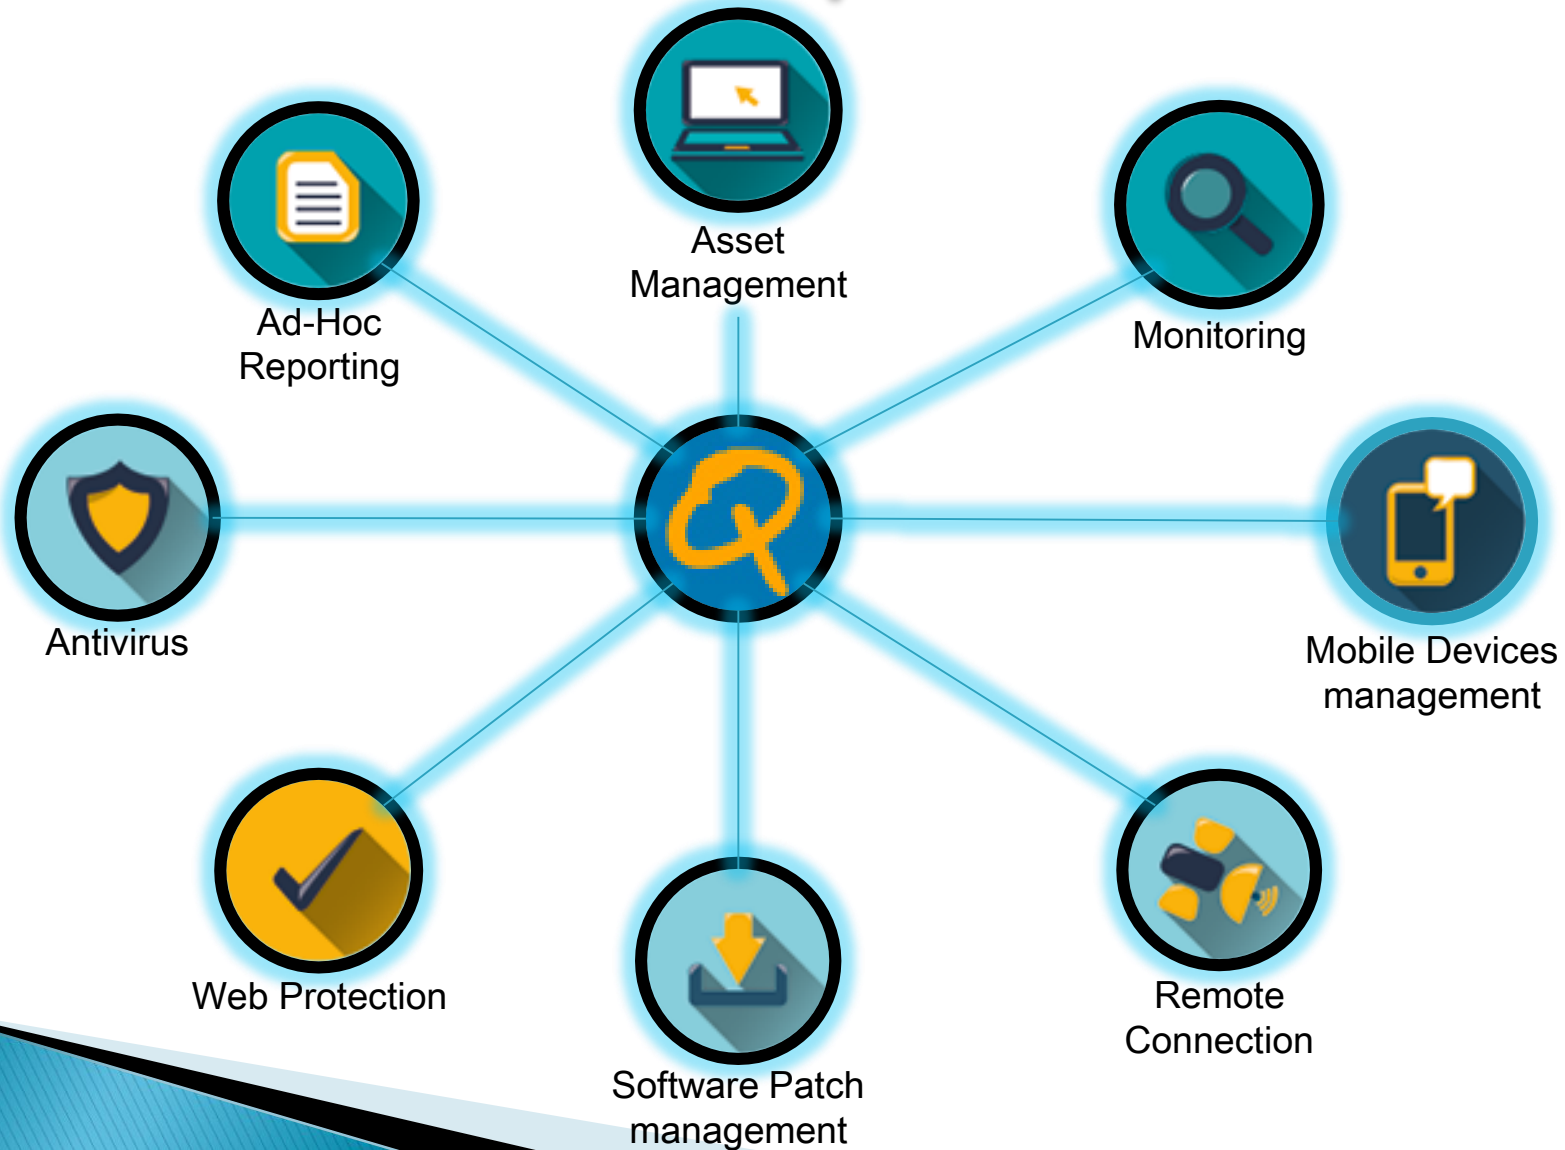 Asset
Management
Monitoring
Ad-Hoc
Reporting
Q
Antivirus
Mobile Devices
management
Web Protection
Remote
Connection
Software Patch
management